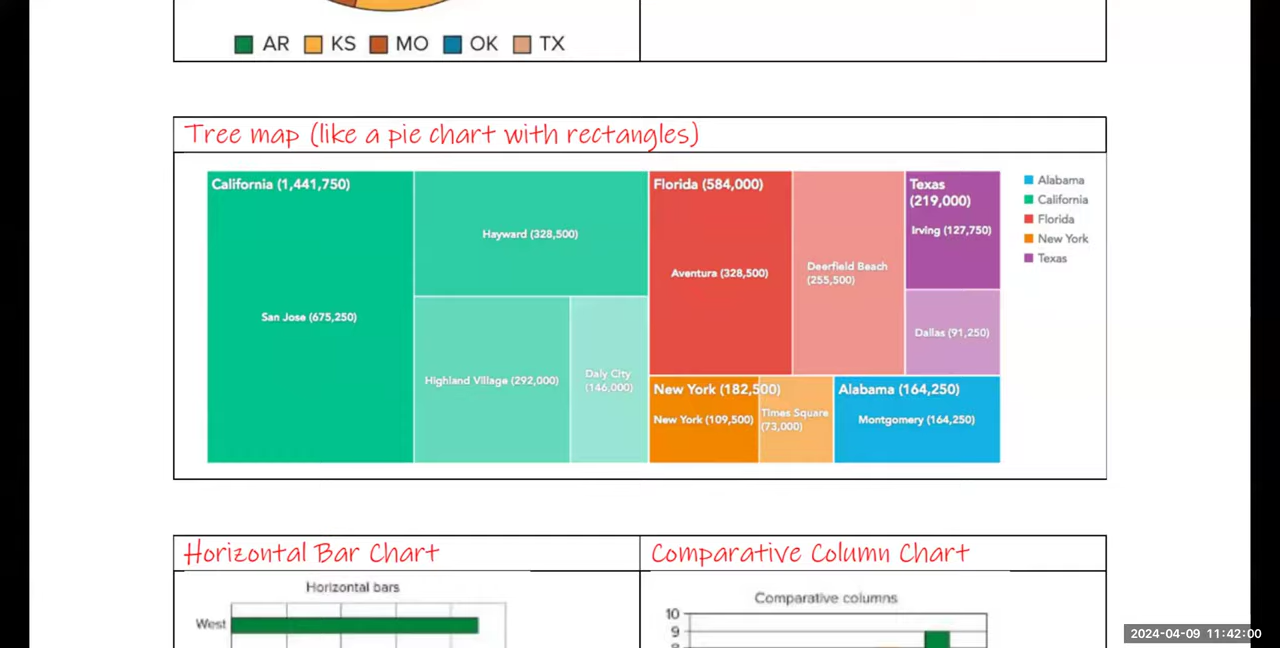 AR KS MO OK TX
Tree map (like a pie chart with rectangles)
California (1,441,750)
San Jose (675,250)
Hayward (328,500)
Highland Village (292,000)
Daly City
(146,000)
Florida (584,000)
Aventura (328,500)
Deerfield Beach
(255,500)
Texas
(219,000)
Irving (127,750)
Dallas (91,250)
New York (182,500)
New York (109,500)
Times Square
(73,000)
Alabama (164,250)
Montgomery (164,250)
Alabama
California
Florida
New York
Texas
Horizontal Bar Chart
Horizontal bars
West
Comparative Column Chart
Comparative columns
10
9
2024-04-09 11:42:00